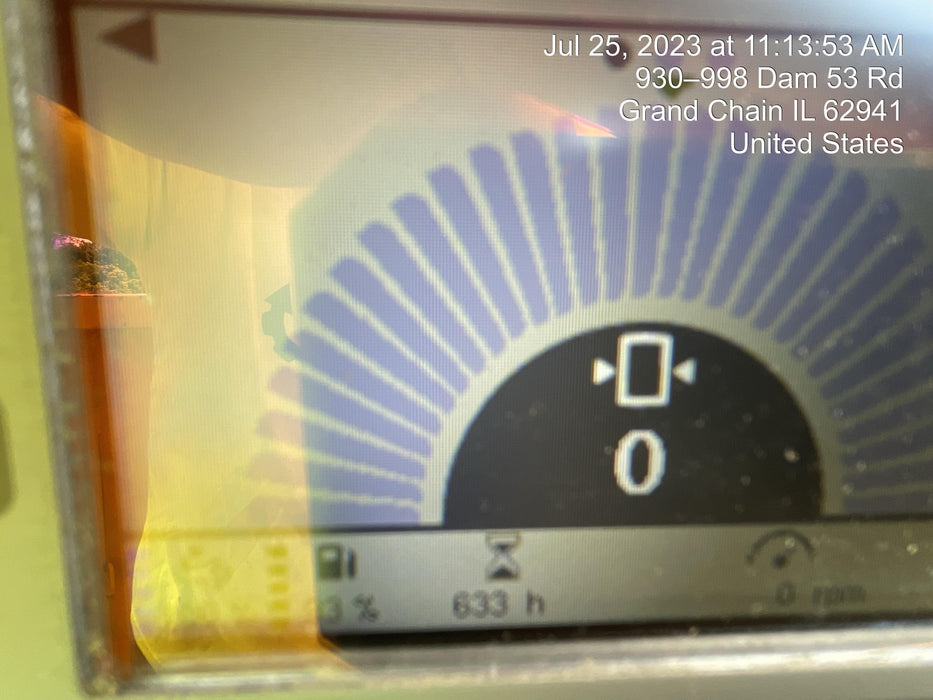 Jul 25, 2023 at 11:13:53 AM
930–998 Dam 53 Rd
Grand Chain IL 62941
United States
0
633 h
0